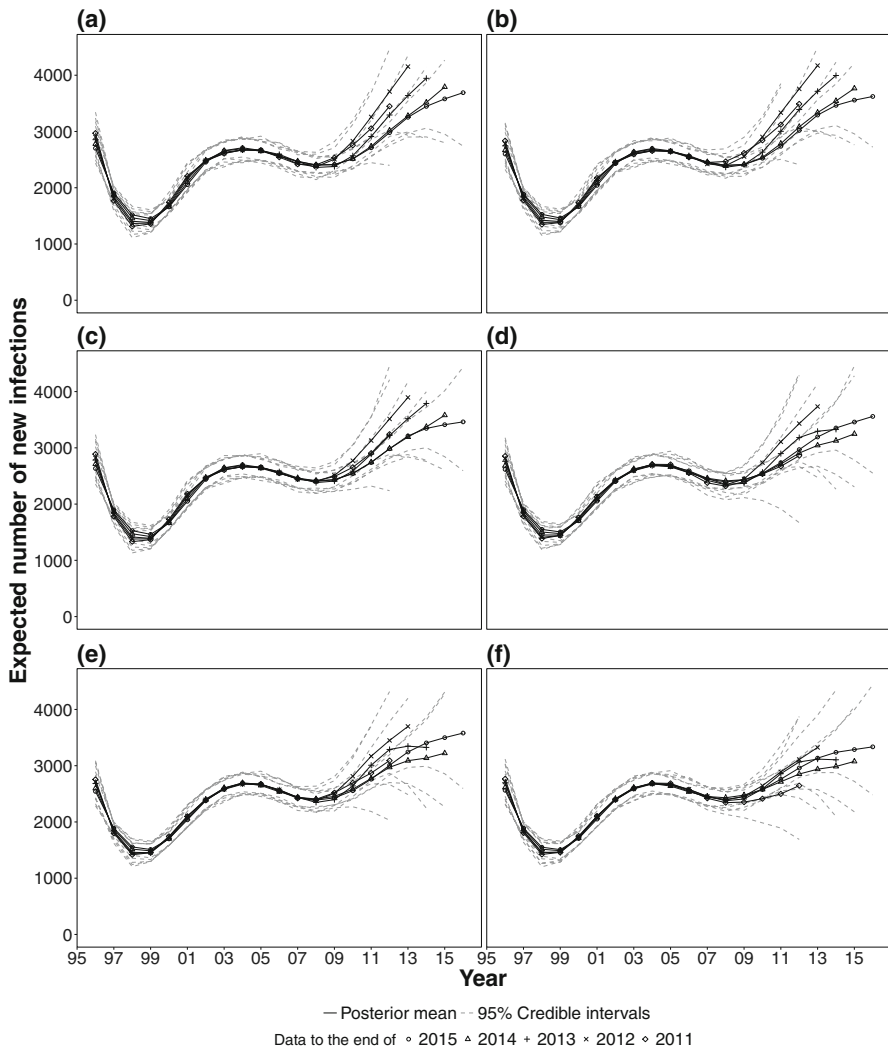 (a) (b)
4000
3000
2000
1000
0
(c) (d)
4000
3000
2000
1000
0
(e) (f)
4000
3000
2000
1000
0
Expected number of new infections
95 97 99 01 03 05 07 09 11 13 15 95 97 99 01 03 05 07 09 11 13 15
Year
Posterior mean 95% Credible intervals
Data to the end of 2015 2014 2013 2012 2011